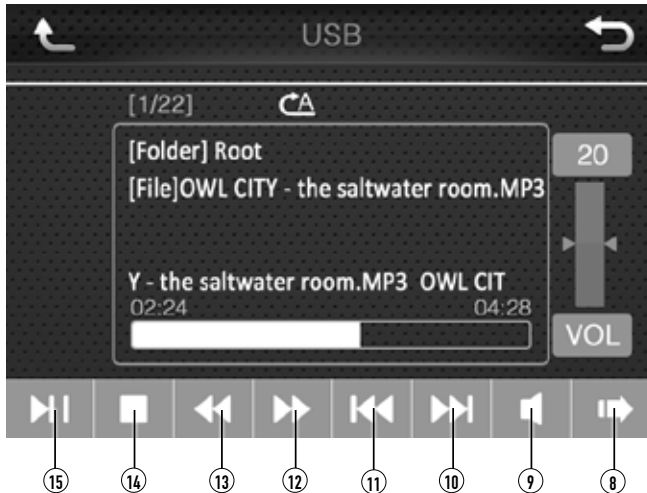 USB
[1/22] A
[Folder] Root
[File]OWL CITY - the saltwater room.MP3
20
Y - the saltwater room.MP3 OWL CIT
02:24 04:28
VOL
15 14 13 12 11 10 9 8